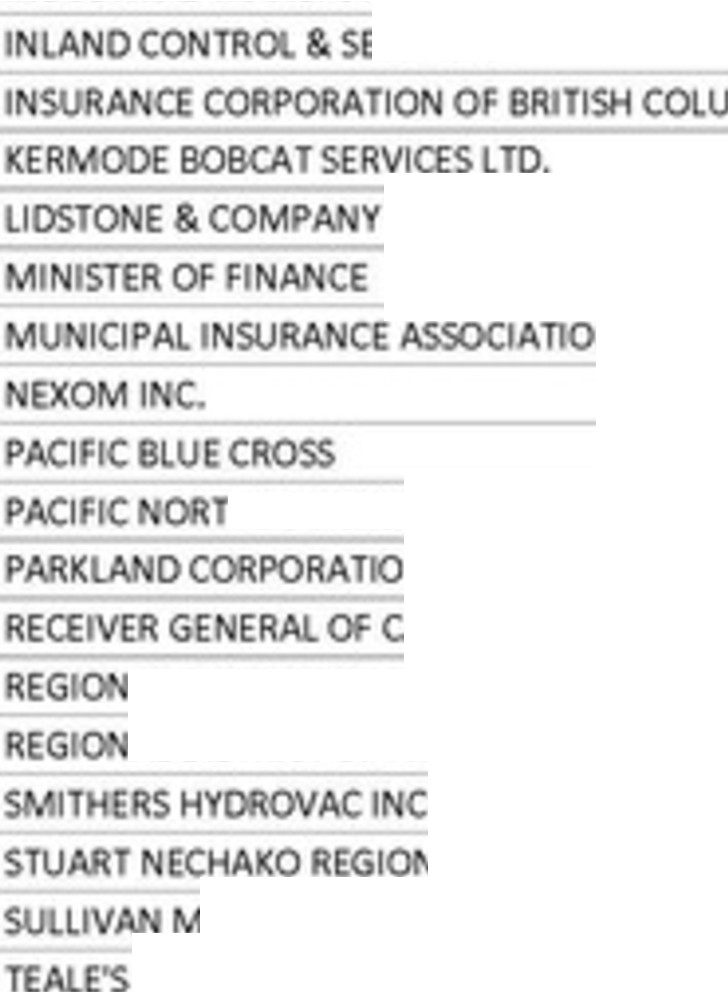 INLAND CONTROL & SE
INSURANCE CORPORATION OF BRITISH COLU
KERMODE BOBCAT SERVICES LTD.
LIDSTONE & COMPANY
MINISTER OF FINANCE
MUNICIPAL INSURANCE ASSOCIATIO
NEXOM INC.
PACIFIC BLUE CROSS
PACIFIC NORT
PARKLAND CORPORATIO
RECEIVER GENERAL OF C
REGION
REGION
SMITHERS HYDROVAC INC
STUART NECHAKO REGION
SULLIVAN M
TEALE'S